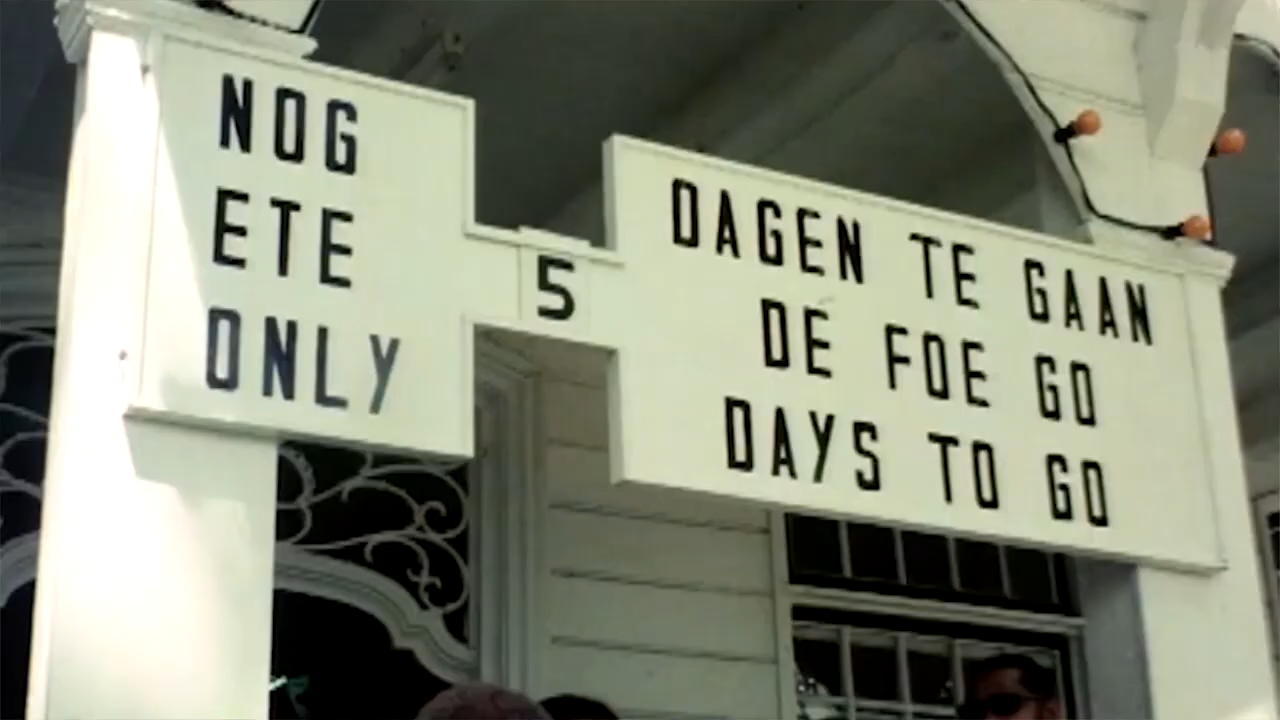 NOG
ETE
ONLY
5
DAGEN TE GAAN
DE FOE GO
DAYS TO GO